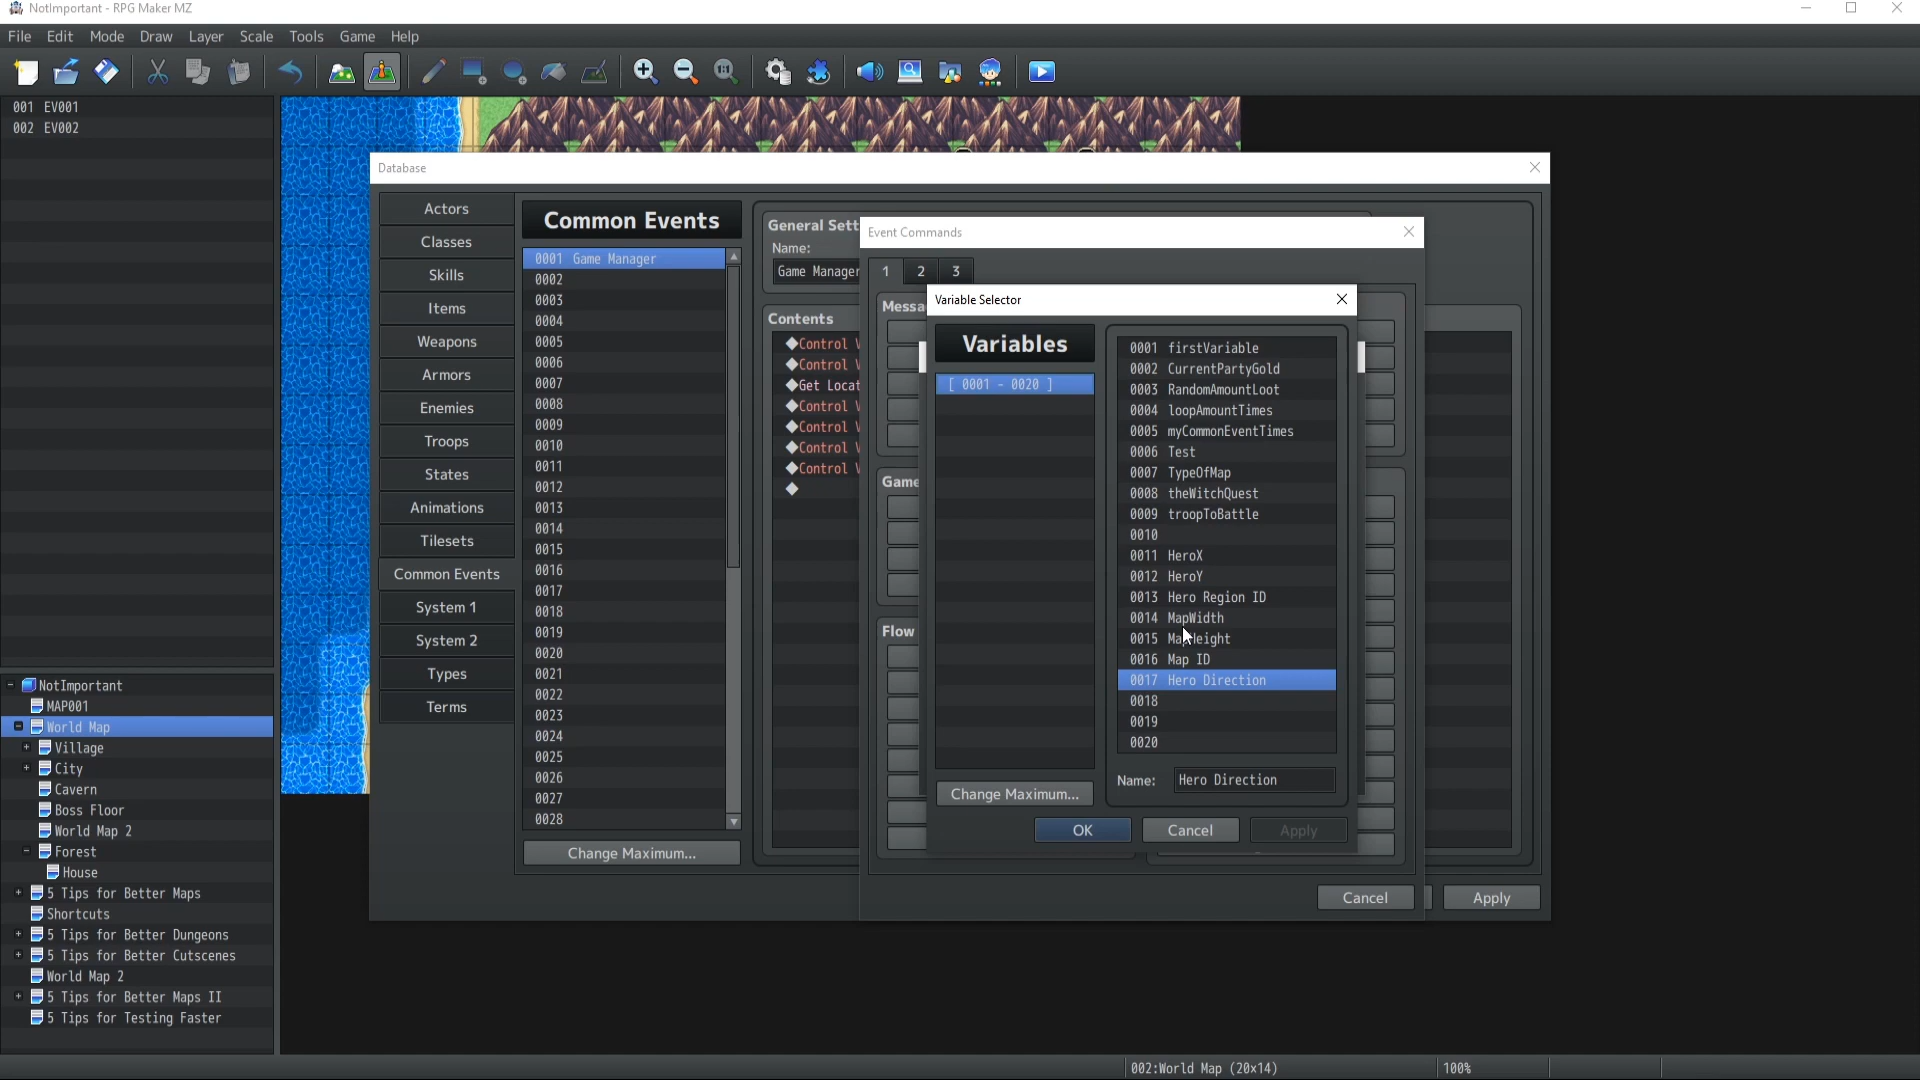 NotImportant - RPG Maker MZ
File Edit Mode Draw Layer Scale Tools Game Help
001 EV001
002 EV002
NotImportant
MAP001
World Map
Village
City
Cavern
Boss Floor
World Map 2
Forest
House
5 Tips for Better Maps
Shortcuts
5 Tips for Better Dungeons
5 Tips for Better Cutscenes
World Map 2
5 Tips for Better Maps II
5 Tips for Testing Faster
Database
Actors
Classes
Skills
Items
Weapons
Armors
Enemies
Troops
States
Animations
Tilesets
Common Events
System 1
System 2
Types
Terms
Common Events
0001 Game Manager
0002
0003
0004
0005
0006
0007
0008
0009
0010
0011
0012
0013
0014
0015
0016
0017
0018
0019
0020
0021
0022
0023
0024
0025
0026
0027
0028
Change Maximum...
General Sett
Name:
Game Manager
Contents
◆Control V
◆Control V
◆Get Locat
◆Control V
◆Control V
◆Control V
◆Control V
◆
Event Commands
1 2 3
Messa
Game
Flow
Cancel
Apply
Variable Selector
Variables
[ 0001 - 0020 ]
Change Maximum...
0001 firstVariable
0002 CurrentPartyGold
0003 RandomAmountLoot
0004 loopAmountTimes
0005 myCommonEventTimes
0006 Test
0007 TypeOfMap
0008 theWitchQuest
0009 troopToBattle
0010
0011 HeroX
0012 HeroY
0013 Hero Region ID
0014 MapWidth
0015 MapHeight
0016 Map ID
0017 Hero Direction
0018
0019
0020
Name: Hero Direction
OK Cancel Apply
002:World Map (20x14) 100%